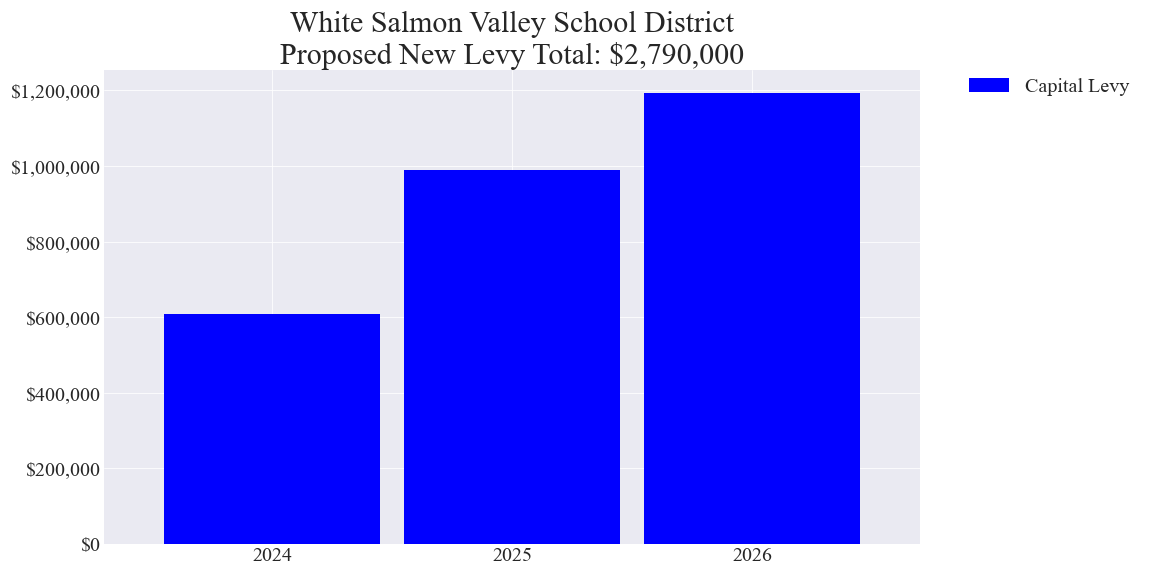 White Salmon Valley School District
Proposed New Levy Total: $2,790,000
Capital Levy
$1,200,000
$1,000,000
$800,000
$600,000
$400,000
$200,000
$0
2024 2025 2026